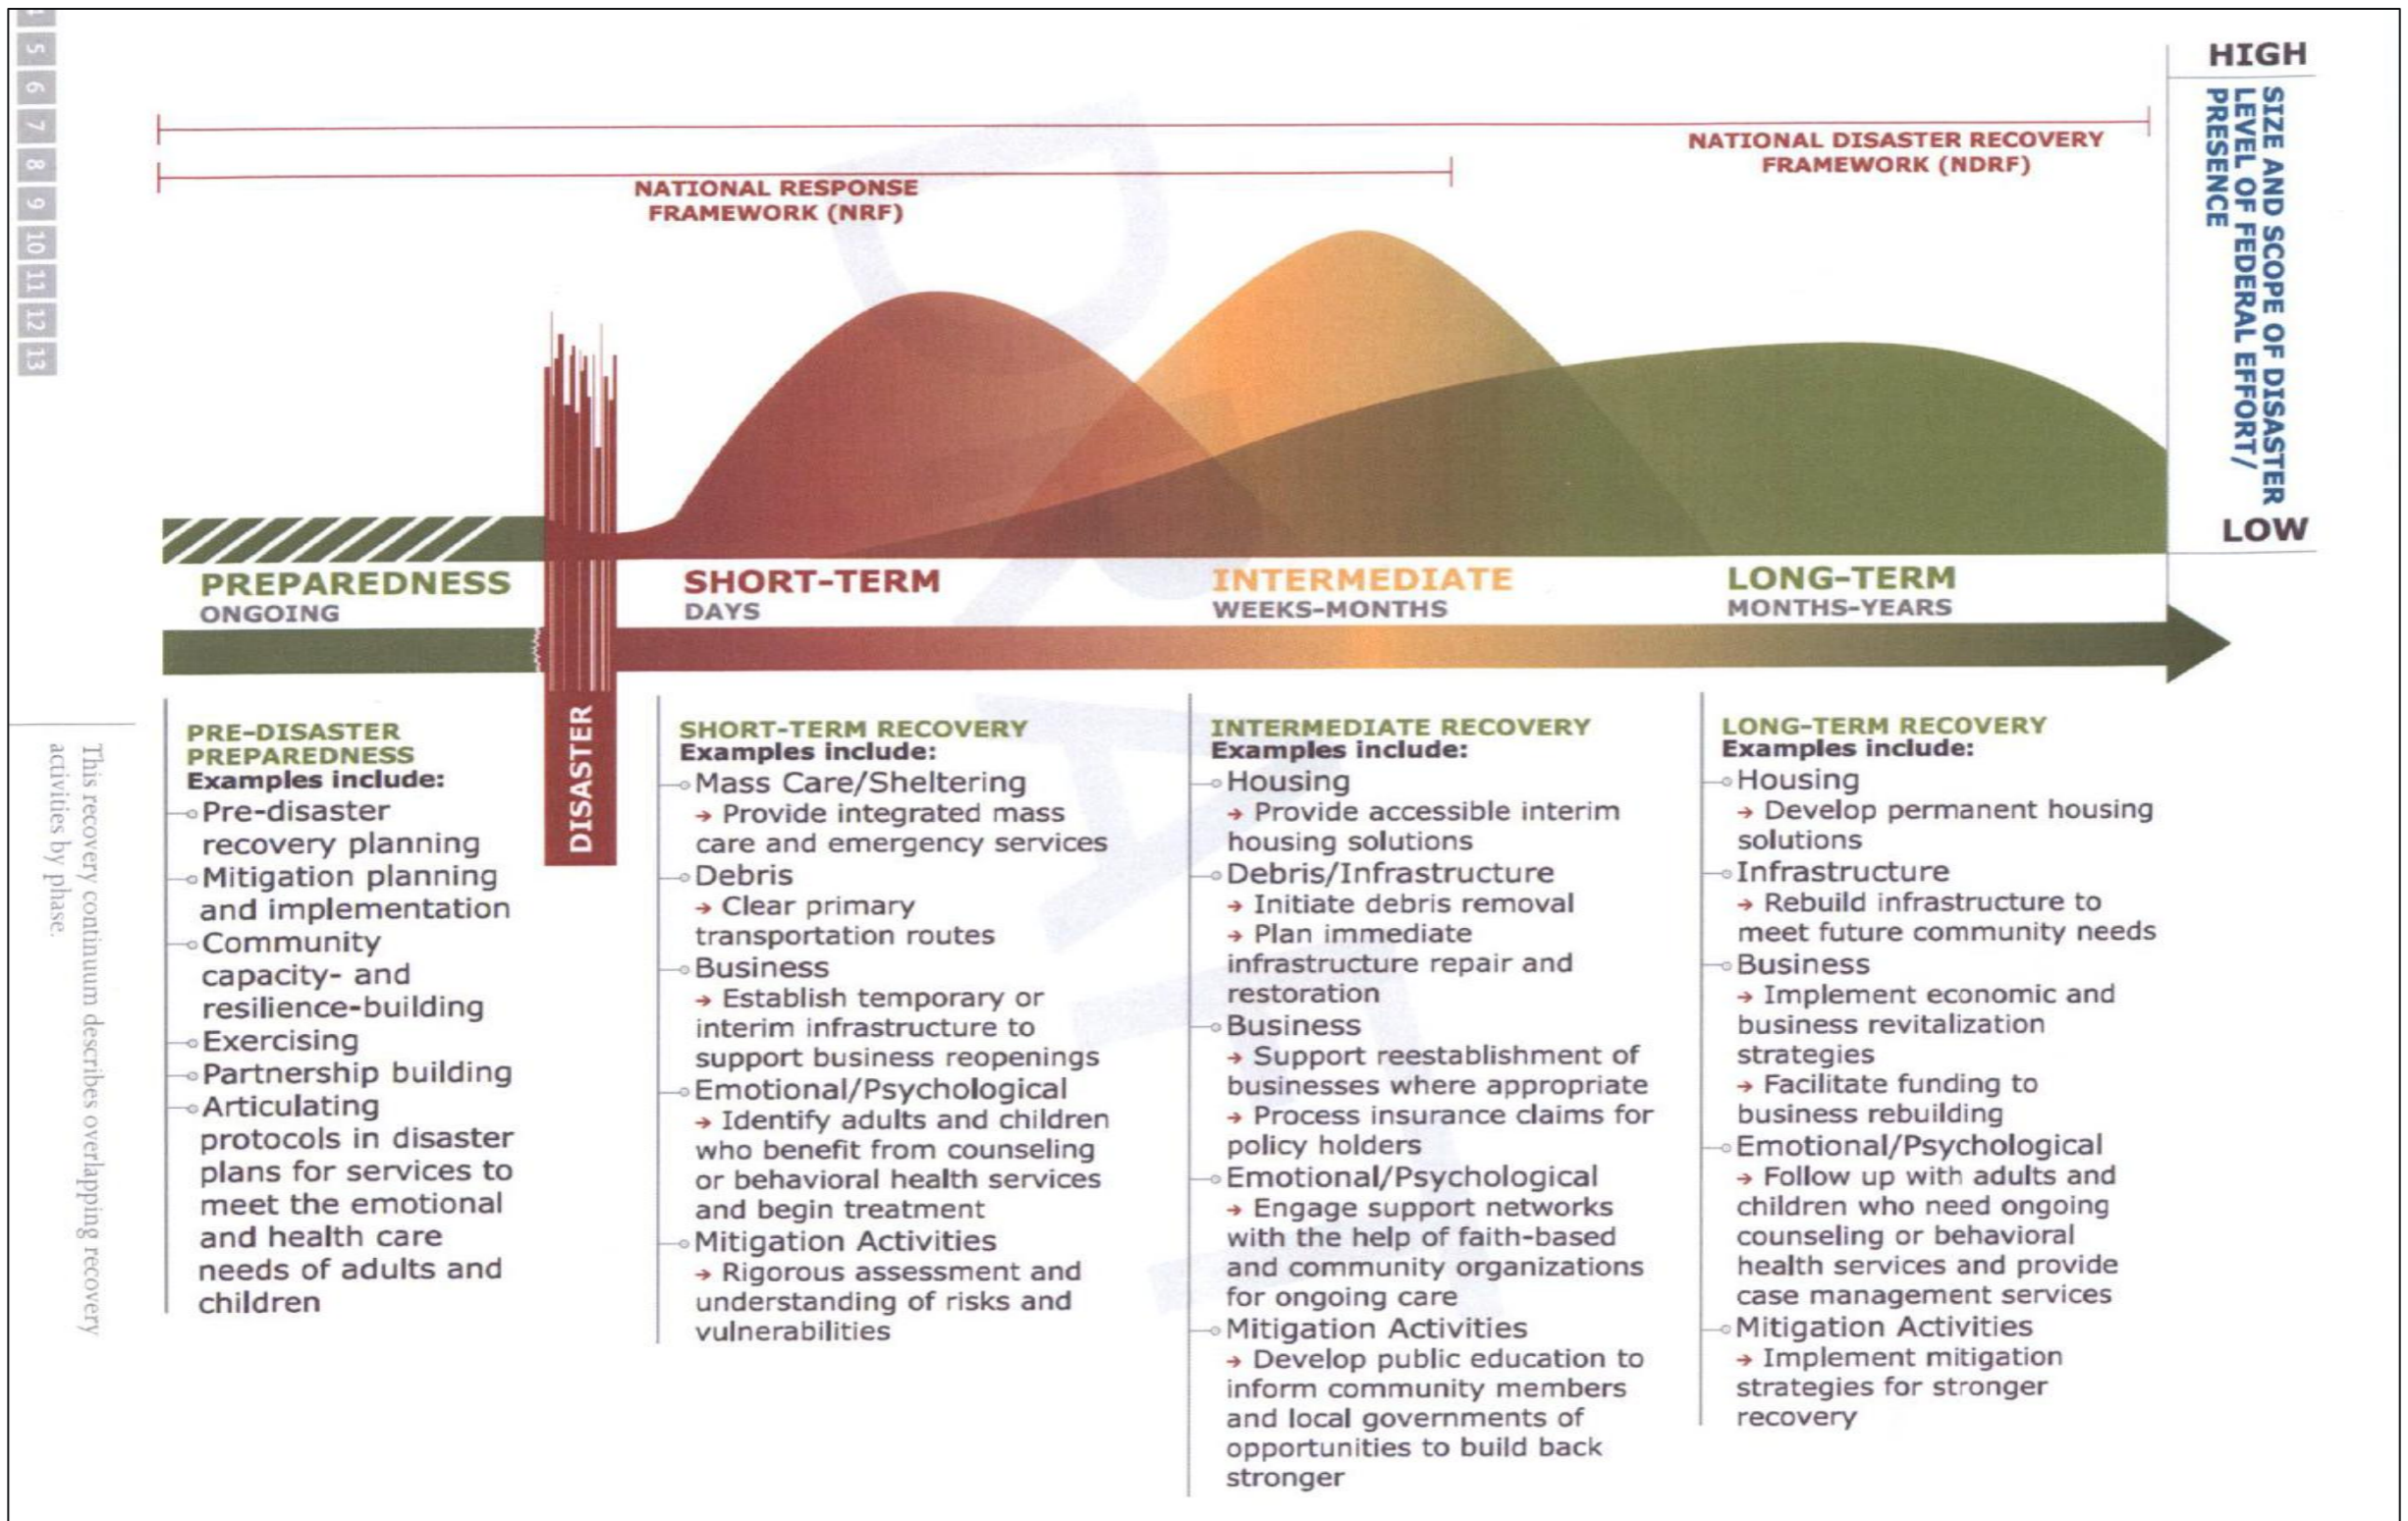 5
6
7
8
9
10
11
12
13
HIGH
SIZE AND SCOPE OF DISASTER
LEVEL OF FEDERAL EFFORT/
PRESENCE
LOW
NATIONAL DISASTER RECOVERY
FRAMEWORK (NDRF)
NATIONAL RESPONSE
FRAMEWORK (NRF)
PREPAREDNESS
ONGOING
SHORT-TERM
DAYS
INTERMEDIATE
WEEKS-MONTHS
LONG-TERM
MONTHS-YEARS
DISASTER
This recovery continuum describes overlapping recovery
activities by phase.
PRE-DISASTER
PREPAREDNESS
Examples include:
Pre-disaster
recovery planning
Mitigation planning
and implementation
Community
capacity- and
resilience-building
Exercising
Partnership building
Articulating
protocols in disaster
plans for services to
meet the emotional
and health care
needs of adults and
children
SHORT-TERM RECOVERY
Examples include:
Mass Care/Sheltering
→ Provide integrated mass
care and emergency services
Debris
→ Clear primary
transportation routes
Business
→ Establish temporary or
interim infrastructure to
support business reopenings
Emotional/Psychological
→ Identify adults and children
who benefit from counseling
or behavioral health services
and begin treatment
Mitigation Activities
→ Rigorous assessment and
understanding of risks and
vulnerabilities
INTERMEDIATE RECOVERY
Examples include:
Housing
→ Provide accessible interim
housing solutions
Debris/Infrastructure
→ Initiate debris removal
→ Plan immediate
infrastructure repair and
restoration
Business
→ Support reestablishment of
businesses where appropriate
→ Process insurance claims for
policy holders
Emotional/Psychological
→ Engage support networks
with the help of faith-based
and community organizations
for ongoing care
Mitigation Activities
→ Develop public education to
inform community members
and local governments of
opportunities to build back
stronger
LONG-TERM RECOVERY
Examples include:
Housing
→ Develop permanent housing
solutions
Infrastructure
→ Rebuild infrastructure to
meet future community needs
Business
→ Implement economic and
business revitalization
strategies
→ Facilitate funding to
business rebuilding
Emotional/Psychological
→ Follow up with adults and
children who need ongoing
counseling or behavioral
health services and provide
case management services
Mitigation Activities
→ Implement mitigation
strategies for stronger
recovery
DRAFT